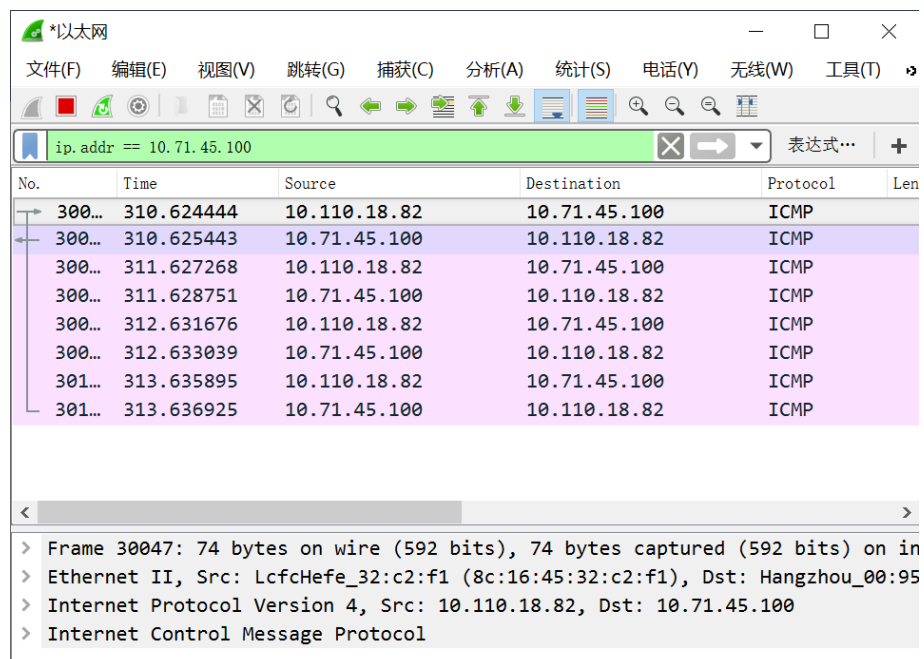 *以太网
文件(F) 编辑(E) 视图(V) 跳转(G) 捕获(C) 分析(A) 统计(S) 电话(Y) 无线(W) 工具(T)
ip.addr == 10.71.45.100 表达式…
No. Time Source Destination Protocol Len
300… 310.624444 10.110.18.82 10.71.45.100 ICMP
300… 310.625443 10.71.45.100 10.110.18.82 ICMP
300… 311.627268 10.110.18.82 10.71.45.100 ICMP
300… 311.628751 10.71.45.100 10.110.18.82 ICMP
300… 312.631676 10.110.18.82 10.71.45.100 ICMP
300… 312.633039 10.71.45.100 10.110.18.82 ICMP
301… 313.635895 10.110.18.82 10.71.45.100 ICMP
301… 313.636925 10.71.45.100 10.110.18.82 ICMP
Frame 30047: 74 bytes on wire (592 bits), 74 bytes captured (592 bits) on in
Ethernet II, Src: LcfcHefe_32:c2:f1 (8c:16:45:32:c2:f1), Dst: Hangzhou_00:95
Internet Protocol Version 4, Src: 10.110.18.82, Dst: 10.71.45.100
Internet Control Message Protocol